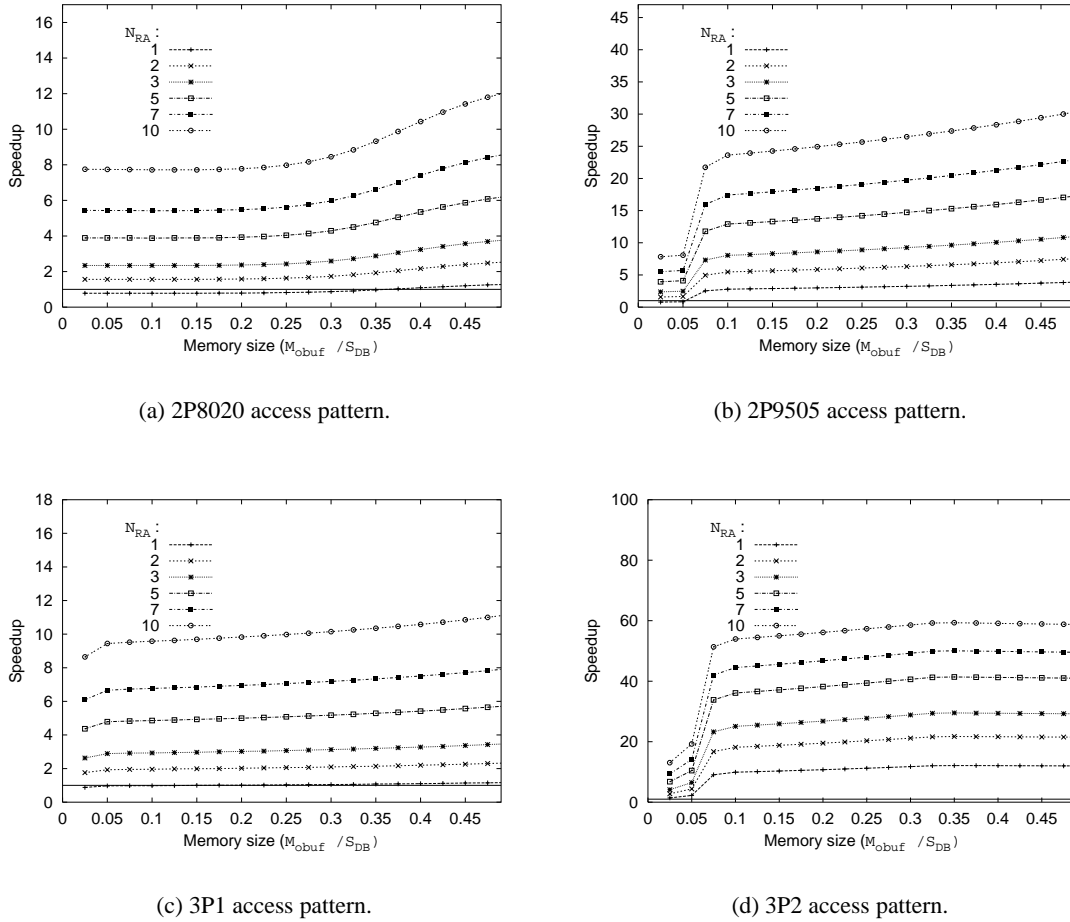 16
14
12
10
8
6
4
2
0
Speedup
N_RA :
1
2
3
5
7
10
0 0.05 0.1 0.15 0.2 0.25 0.3 0.35 0.4 0.45
Memory size (M_obuf /S_DB)
(a) 2P8020 access pattern.
45
40
35
30
25
20
15
10
5
0
Speedup
N_RA :
1
2
3
5
7
10
0 0.05 0.1 0.15 0.2 0.25 0.3 0.35 0.4 0.45
Memory size (M_obuf /S_DB)
(b) 2P9505 access pattern.
18
16
14
12
10
8
6
4
2
0
Speedup
N_RA :
1
2
3
5
7
10
0 0.05 0.1 0.15 0.2 0.25 0.3 0.35 0.4 0.45
Memory size (M_obuf /S_DB)
(c) 3P1 access pattern.
100
80
60
40
20
0
Speedup
N_RA :
1
2
3
5
7
10
0 0.05 0.1 0.15 0.2 0.25 0.3 0.35 0.4 0.45
Memory size (M_obuf /S_DB)
(d) 3P2 access pattern.